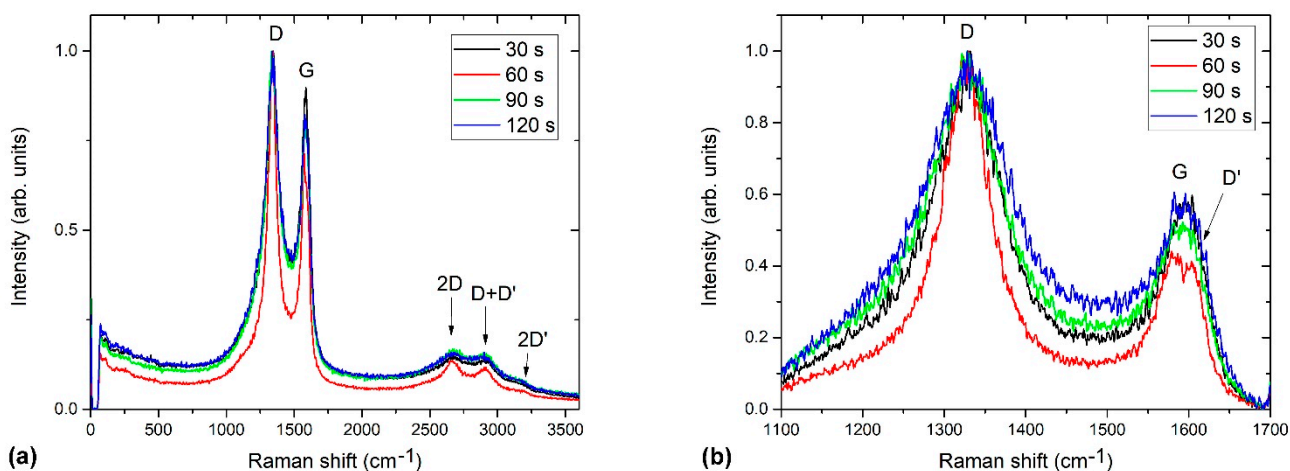 D
G
30 s
60 s
90 s
120 s
2D
D+D'
2D'
1.0
0.5
0.0
0
500
1000
1500
2000
2500
3000
3500
Intensity (arb. units)
Raman shift (cm-1)
(a)
D
G
D'
30 s
60 s
90 s
120 s
1.0
0.8
0.6
0.4
0.2
0.0
1100
1200
1300
1400
1500
1600
1700
Intensity (arb. units)
Raman shift (cm-1)
(b)